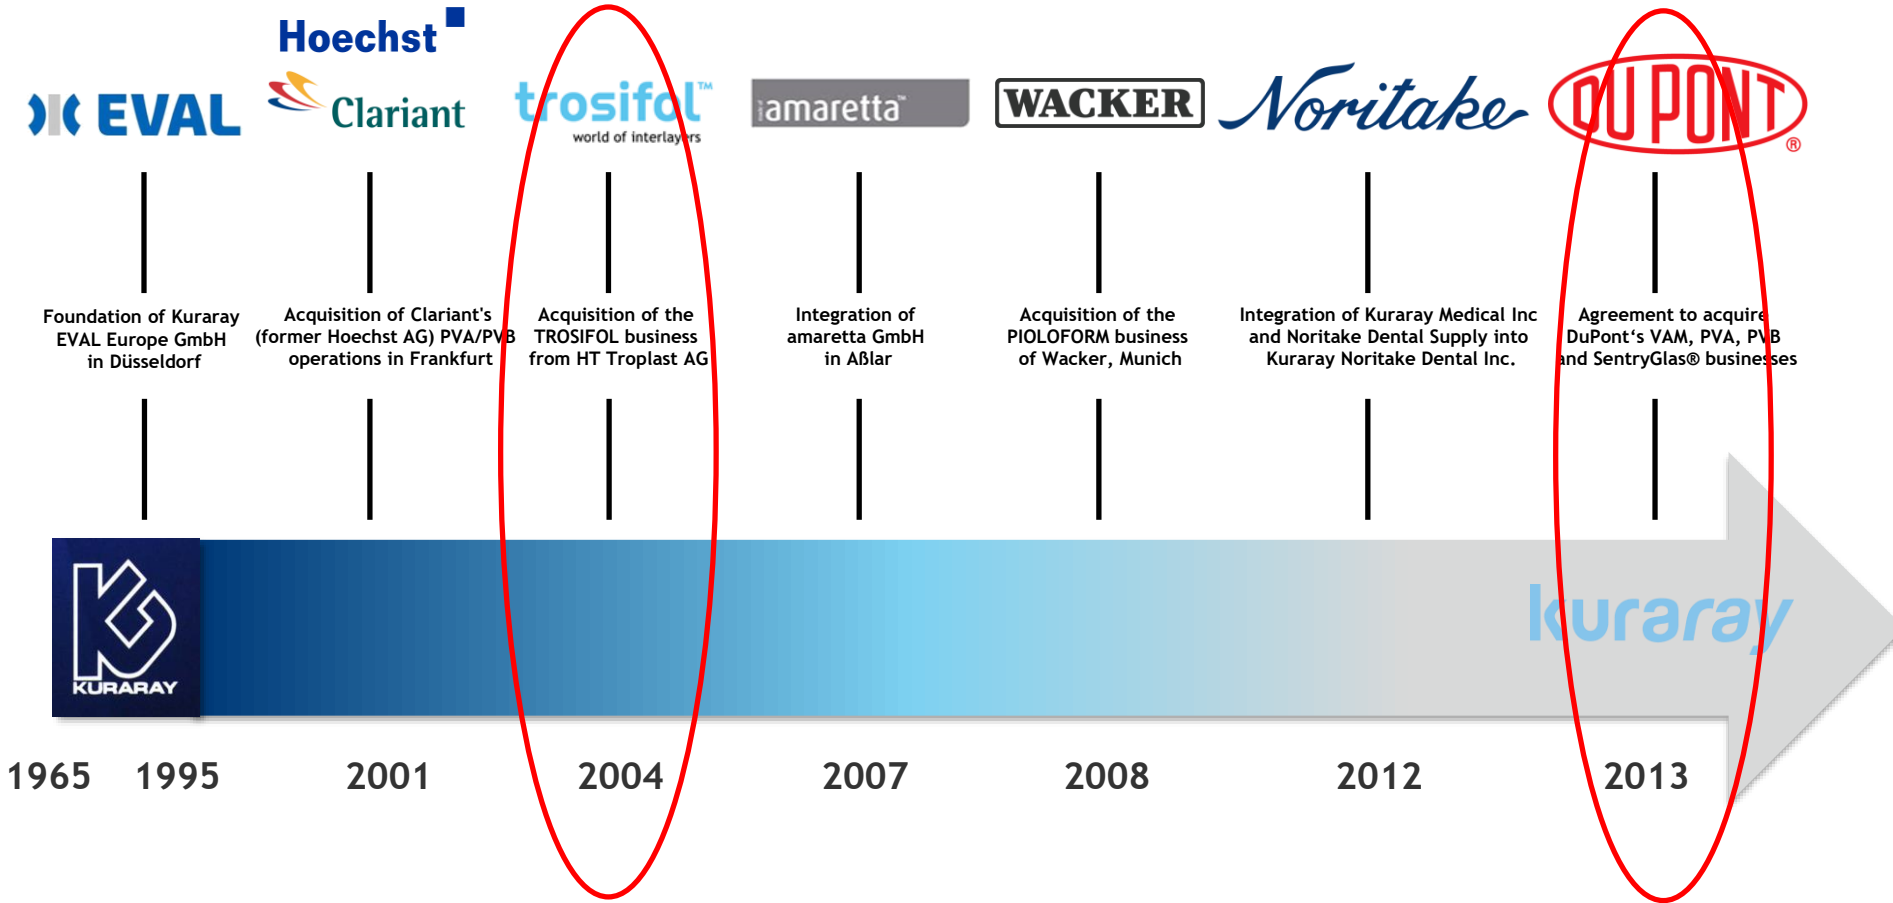 Hoechst
EVAL
Clariant
trosifol™
world of interlayers
amaretta™
WACKER
Noritake
DU PONT
®
Foundation of Kuraray
EVAL Europe GmbH
in Düsseldorf
Acquisition of Clariant's
(former Hoechst AG) PVA/PVB
operations in Frankfurt
Acquisition of the
TROSIFOL business
from HT Troplast AG
Integration of
amaretta GmbH
in Aßlar
Acquisition of the
PIOLOFORM business
of Wacker, Munich
Integration of Kuraray Medical Inc
and Noritake Dental Supply into
Kuraray Noritake Dental Inc.
Agreement to acquire
DuPont‘s VAM, PVA, PVB
and SentryGlas® businesses
KURARAY
kuraray
1965 1995 2001 2004 2007 2008 2012 2013